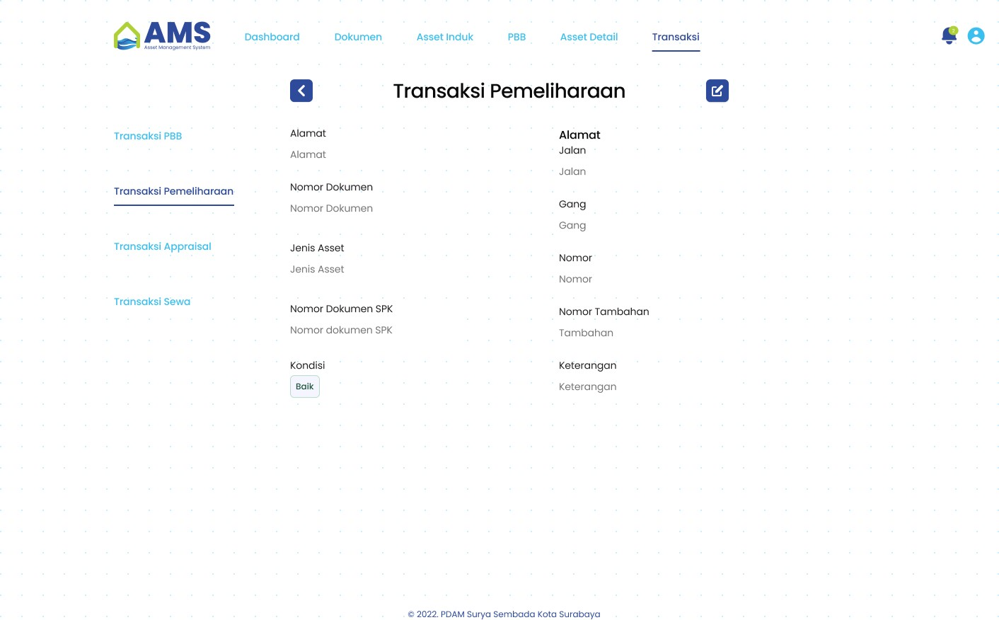 AMS
Asset Management System
Dashboard
Dokumen
Asset Induk
PBB
Asset Detail
Transaksi
2
Transaksi Pemeliharaan
Transaksi PBB
Transaksi Pemeliharaan
Transaksi Appraisal
Transaksi Sewa
Alamat
Alamat
Nomor Dokumen
Nomor Dokumen
Jenis Asset
Jenis Asset
Nomor Dokumen SPK
Nomor dokumen SPK
Kondisi
Baik
Alamat
Jalan
Jalan
Gang
Gang
Nomor
Nomor
Nomor Tambahan
Tambahan
Keterangan
Keterangan
© 2022. PDAM Surya Sembada Kota Surabaya